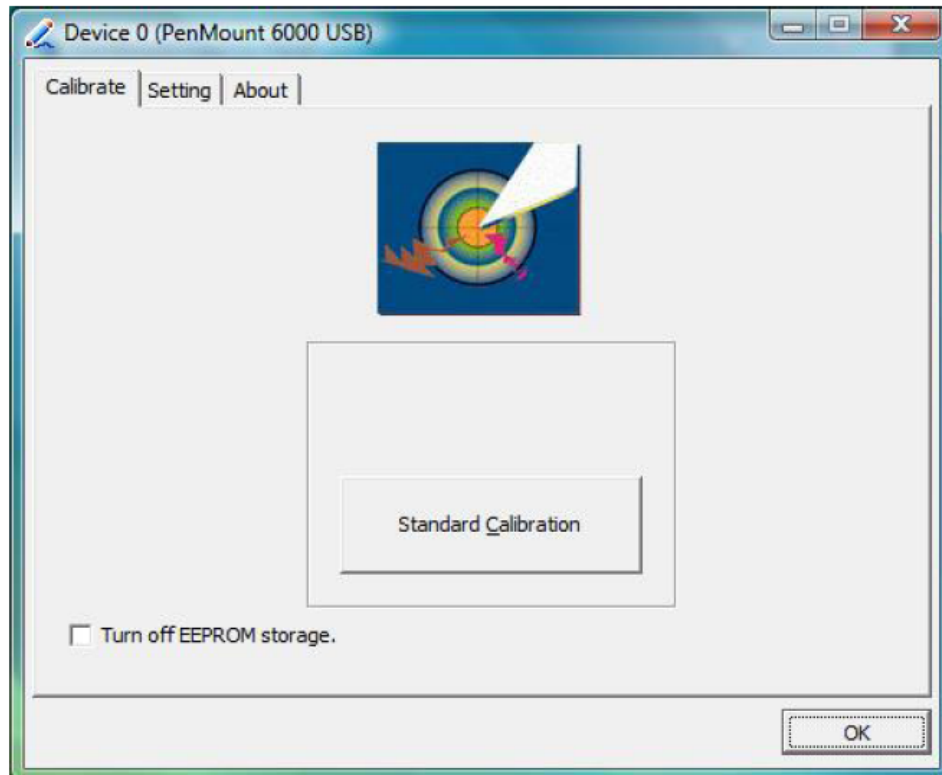 Device 0 (PenMount 6000 USB)
Calibrate Setting About
Standard Calibration
Turn off EEPROM storage.
OK